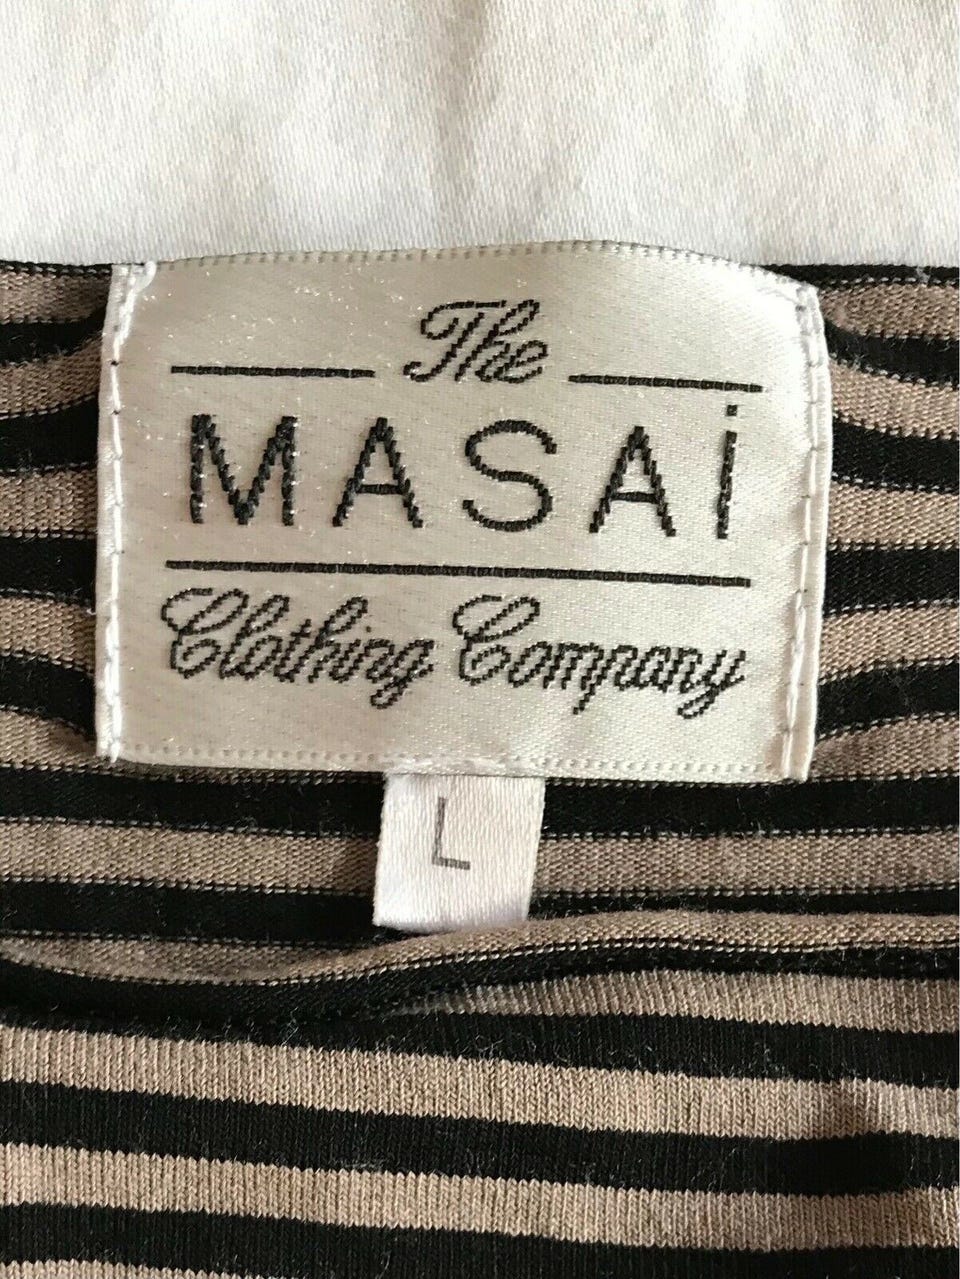 The
MASAi
Clothing Company
L